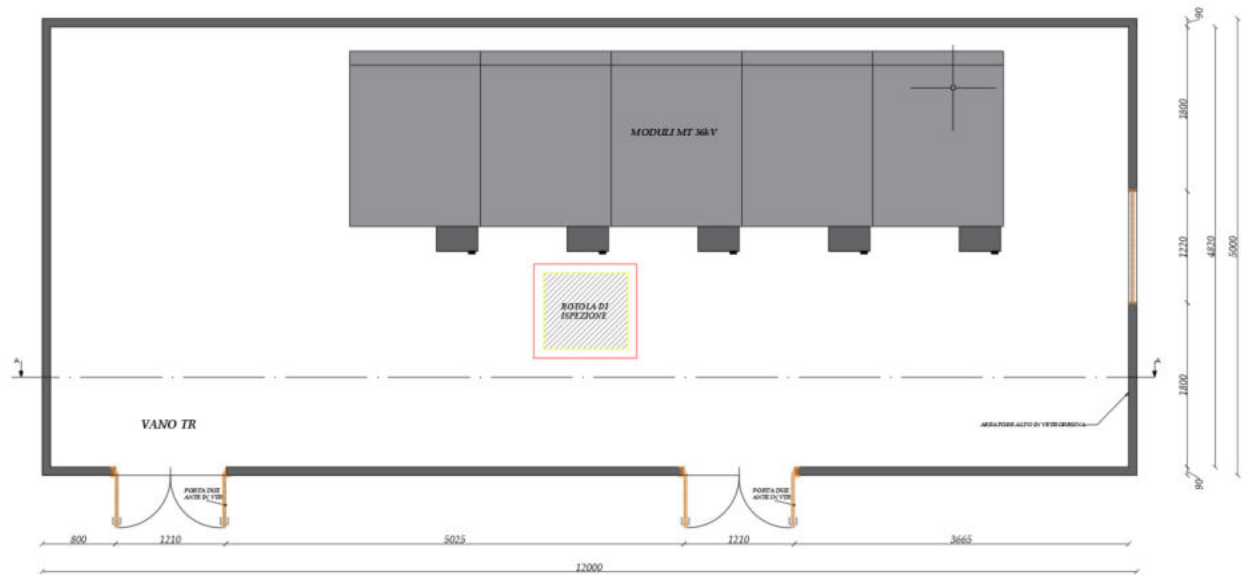 90
MODULI MT 36kV
1800
1220
4820
5000
BOTOLA DI
ISPEZIONE
A
A
1800
VANO TR
AERATORE ALTO IN VETRORESINA
PORTA DUE
ANTE IN VTR
PORTA DUE
ANTE IN VTR
90
800
1210
5025
1210
3665
12000